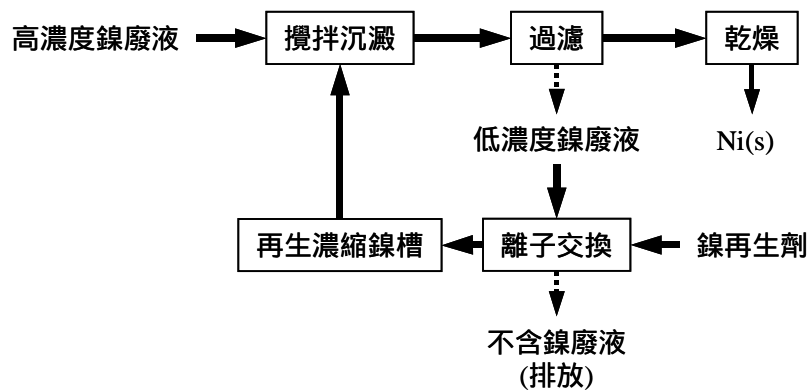 高濃度鎳廢液
攪拌沉澱
過濾
乾燥
低濃度鎳廢液
Ni(s)
再生濃縮鎳槽
離子交換
鎳再生劑
不含鎳廢液
(排放)